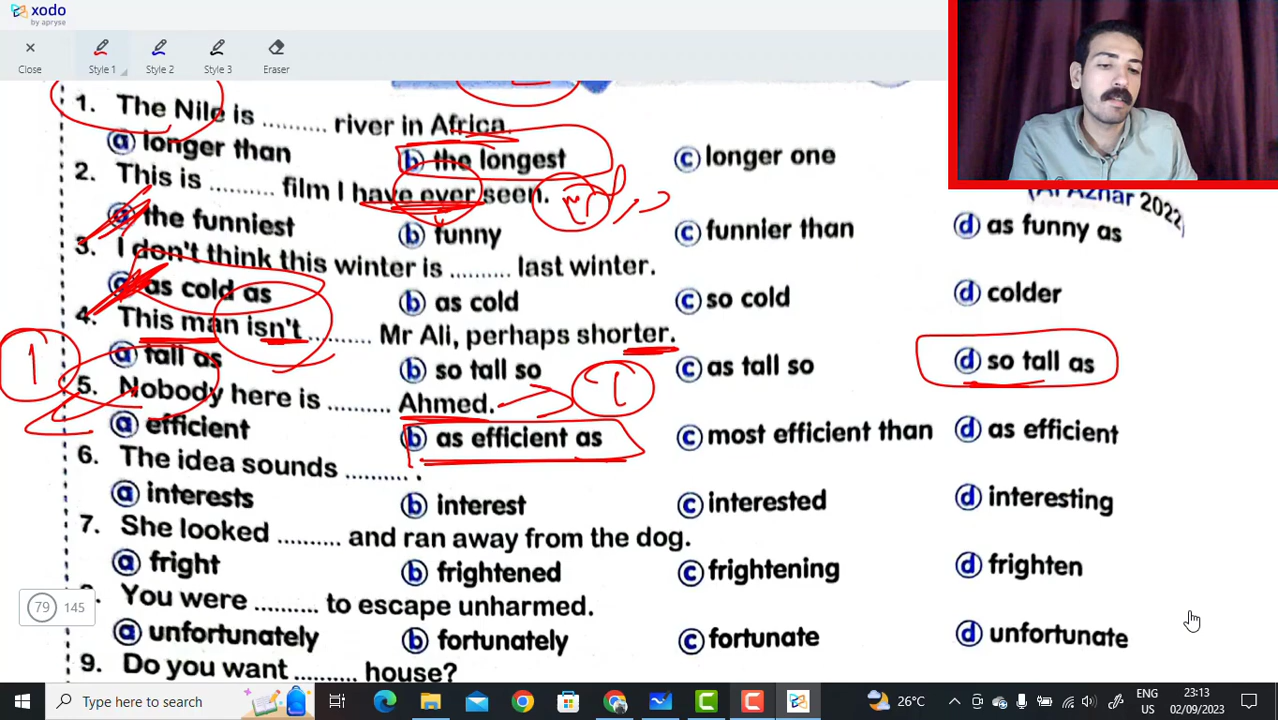 xodo
by apryse
Close
Style 1
Style 2
Style 3
Eraser
1. The Nile is .......... river in Africa.
a longer than b the longest c longer one
(Al Azhar 2022)
2. This is .......... film I have ever seen.
a the funniest b funny c funnier than d as funny as
3. I don't think this winter is .......... last winter.
a as cold as b as cold c so cold d colder
4. This man isn't .......... Mr Ali, perhaps shorter.
a tall as b so tall so c as tall so d so tall as
5. Nobody here is .......... Ahmed.
a efficient b as efficient as c most efficient than d as efficient
6. The idea sounds .......... .
a interests b interest c interested d interesting
7. She looked .......... and ran away from the dog.
a fright b frightened c frightening d frighten
79 145
You were .......... to escape unharmed.
a unfortunately b fortunately c fortunate d unfortunate
9. Do you want .......... house?
Type here to search
26°C
ENG
US
23:13
02/09/2023